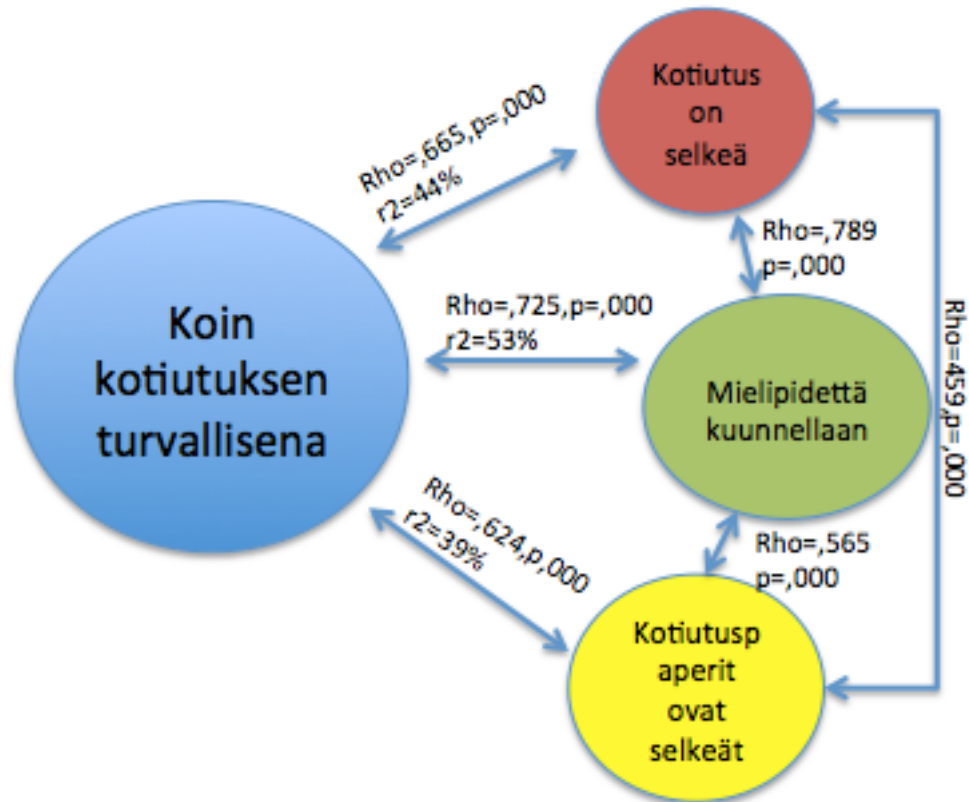 Kotiutus
on
selkeä
Rho=,665,p=,000
r2=44%
Rho=,789
p=,000
Koin
kotiutuksen
turvallisena
Rho=,725,p=,000
r2=53%
Mielipidettä
kuunnellaan
Rho=459,p=,000
Rho=,624,p,000
r2=39%
Rho=,565
p=,000
Kotiutusp
aperit
ovat
selkeät